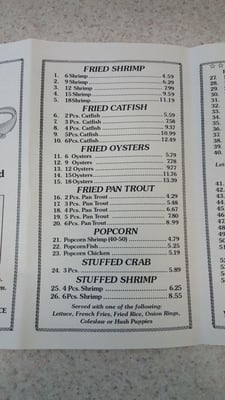 FRIED SHRIMP
1. 6 Shrimp 4.59
2. 9 Shrimp 6.29
3. 12 Shrimp 7.99
4. 15 Shrimp 9.59
5. 18 Shrimp 11.19
FRIED CATFISH
6. 2 Pcs. Catfish 5.59
7. 3 Pcs. Catfish 7.58
8. 4 Pcs. Catfish 9.37
9. 5 Pcs. Catfish 10.99
10. 6 Pcs. Catfish 12.49
FRIED OYSTERS
11. 6 Oysters 5.79
12. 9 Oysters 7.78
13. 12 Oysters 9.77
14. 15 Oysters 11.76
15. 18 Oysters 13.39
FRIED PAN TROUT
16. 2 Pcs. Pan Trout 4.29
17. 3 Pcs. Pan Trout 5.48
18. 4 Pcs. Pan Trout 6.67
19. 5 Pcs. Pan Trout 7.80
20. 6 Pcs. Pan Trout 8.99
POPCORN
21. Popcorn Shrimp (40-50) 4.79
22. Popcorn Fish 5.25
23. Popcorn Chicken 5.19
STUFFED CRAB
24. 3 Pcs. 5.89
STUFFED SHRIMP
25. 4 Pcs. Shrimp 6.25
26. 6 Pcs. Shrimp 8.55
Served with one of the following:
Lettuce, French Fries, Fried Rice, Onion Rings,
Coleslaw or Hush Puppies